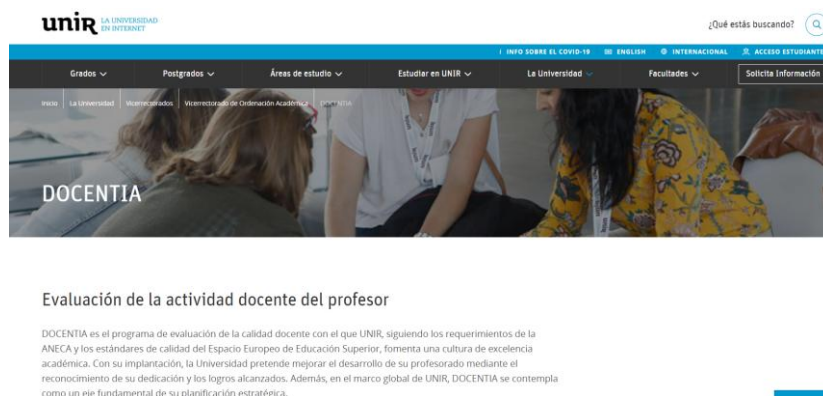 unir LA UNIVERSIDAD
EN INTERNET
¿Qué estás buscando?
INFO SOBRE EL COVID-19 ENGLISH INTERNACIONAL ACCESO ESTUDIANTE
Grados Postgrados Áreas de estudio Estudiar en UNIR La Universidad Facultades Solicita Información
Inicio La Universidad Vicerrectorados Vicerrectorado de Ordenación Académica DOCENTIA
DOCENTIA
Evaluación de la actividad docente del profesor
DOCENTIA es el programa de evaluación de la calidad docente con el que UNIR, siguiendo los requerimientos de la
ANECA y los estándares de calidad del Espacio Europeo de Educación Superior, fomenta una cultura de excelencia
académica. Con su implantación, la Universidad pretende mejorar el desarrollo de su profesorado mediante el
reconocimiento de su dedicación y los logros alcanzados. Además, en el marco global de UNIR, DOCENTIA se contempla
como un eje fundamental de su planificación estratégica.